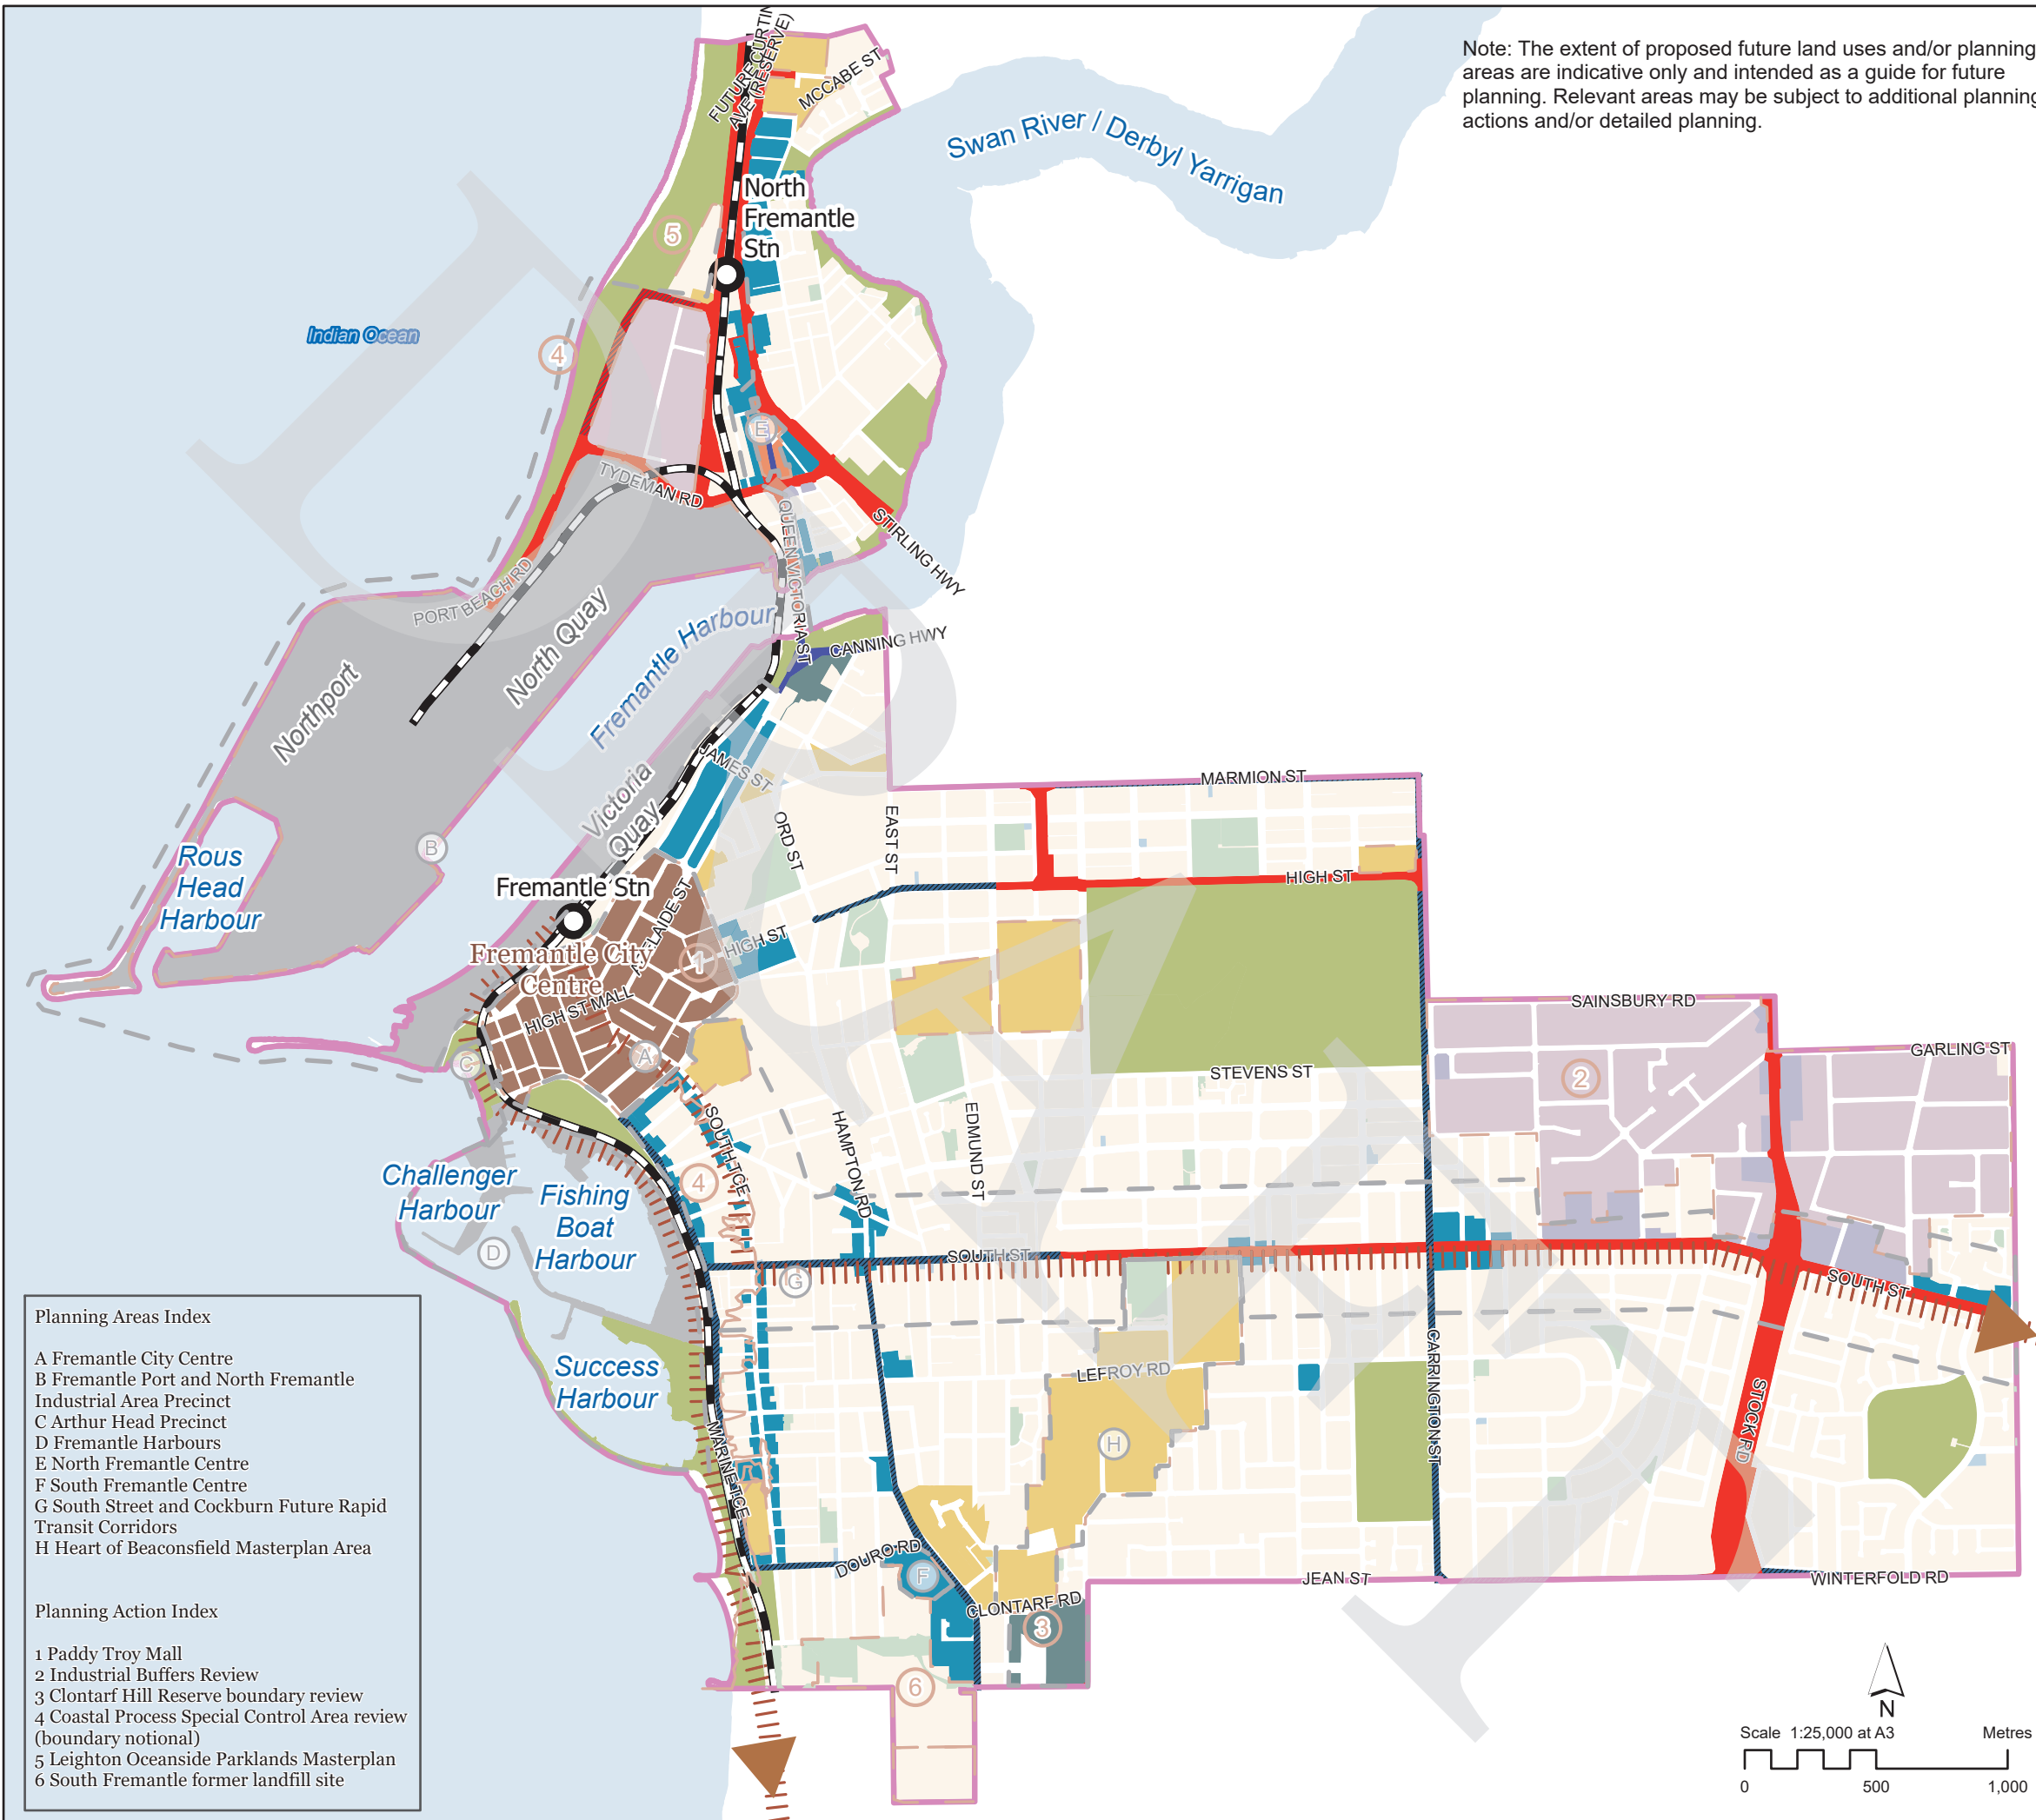 Note: The extent of proposed future land uses and/or planning
areas are indicative only and intended as a guide for future
planning. Relevant areas may be subject to additional planning
actions and/or detailed planning.
FUTURE CURTIN
AVE (RESERVE)
MCCABE ST
Swan River / Derbyl Yarrigan
North
Fremantle
Stn
5
Indian Ocean
4
E
TYDEMAN RD
QUEEN VICTORIA ST
STIRLING HWY
PORT BEACH RD
North Quay
Northport
Fremantle Harbour
CANNING HWY
JAMES ST
Victoria
Quay
MARMION ST
ORD ST
EAST ST
B
Rous
Head
Harbour
Fremantle Stn
ADELAIDE ST
HIGH ST
Fremantle City
Centre
1
HIGH ST
HIGH ST MALL
SAINSBURY RD
GARLING ST
A
C
STEVENS ST
2
SOUTH TCE
HAMPTON RD
EDMUND ST
Challenger
Harbour
Fishing
Boat
Harbour
4
D
SOUTH ST
G
SOUTH ST
Success
Harbour
LEFROY RD
CARRINGTON ST
STOCK RD
MARINE TCE
H
DOURO RD
F
CLONTARF RD
JEAN ST
WINTERFOLD RD
3
6
Planning Areas Index
A Fremantle City Centre
B Fremantle Port and North Fremantle
Industrial Area Precinct
C Arthur Head Precinct
D Fremantle Harbours
E North Fremantle Centre
F South Fremantle Centre
G South Street and Cockburn Future Rapid
Transit Corridors
H Heart of Beaconsfield Masterplan Area
Planning Action Index
1 Paddy Troy Mall
2 Industrial Buffers Review
3 Clontarf Hill Reserve boundary review
4 Coastal Process Special Control Area review
(boundary notional)
5 Leighton Oceanside Parklands Masterplan
6 South Fremantle former landfill site
N
Scale 1:25,000 at A3 Metres
0 500 1,000
DRAFT